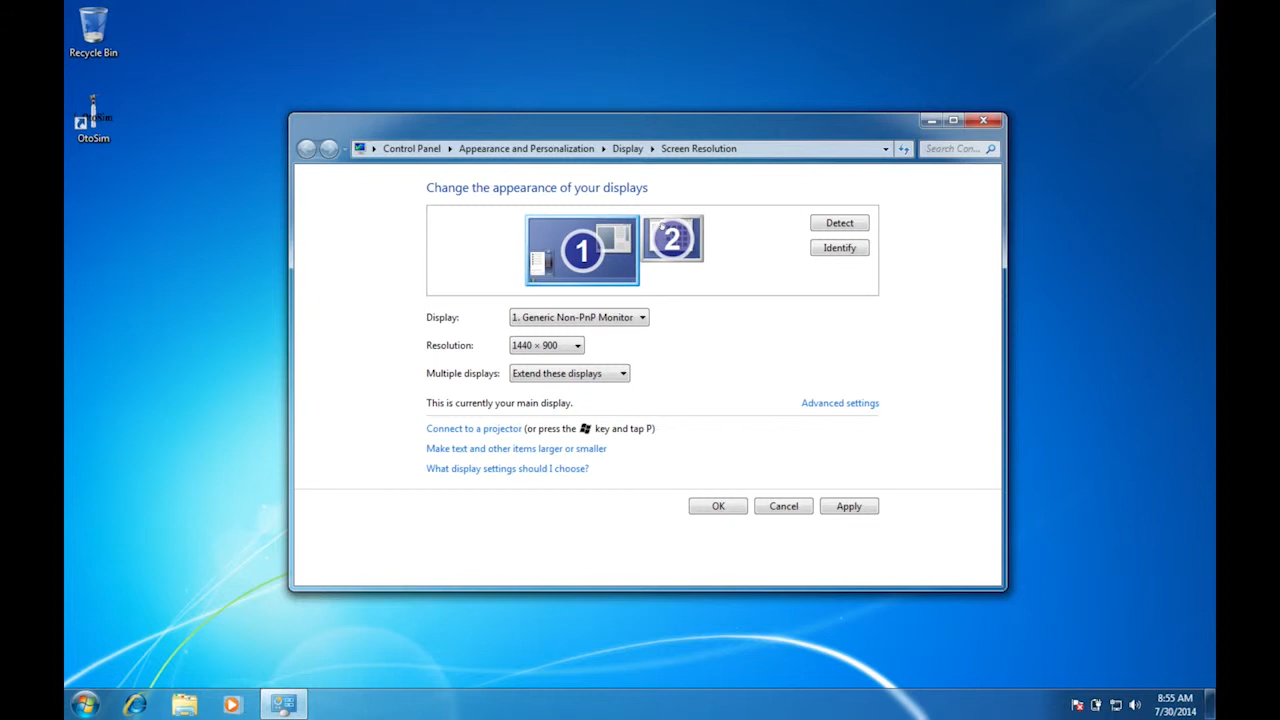 Recycle Bin
OtoSim
OtoSim
Control Panel
Appearance and Personalization
Display
Screen Resolution
Search Con...
Change the appearance of your displays
1
2
Detect
Identify
Display:
1. Generic Non-PnP Monitor
Resolution:
1440 × 900
Multiple displays:
Extend these displays
This is currently your main display.
Advanced settings
Connect to a projector (or press the key and tap P)
Make text and other items larger or smaller
What display settings should I choose?
OK
Cancel
Apply
8:55 AM
7/30/2014